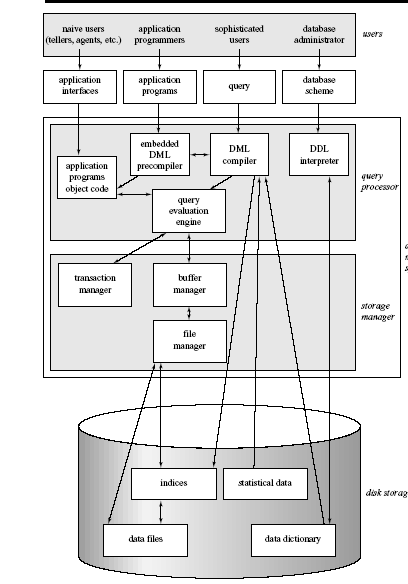 naive users
(tellers, agents, etc.)
application
programmers
sophisticated
users
database
administrator
users
application
interfaces
application
programs
query
database
scheme
embedded
DML
precompiler
DML
compiler
DDL
interpreter
application
programs
object code
query
evaluation
engine
query
processor
transaction
manager
buffer
manager
file
manager
storage
manager
indices
statistical data
disk storag
data files
data dictionary